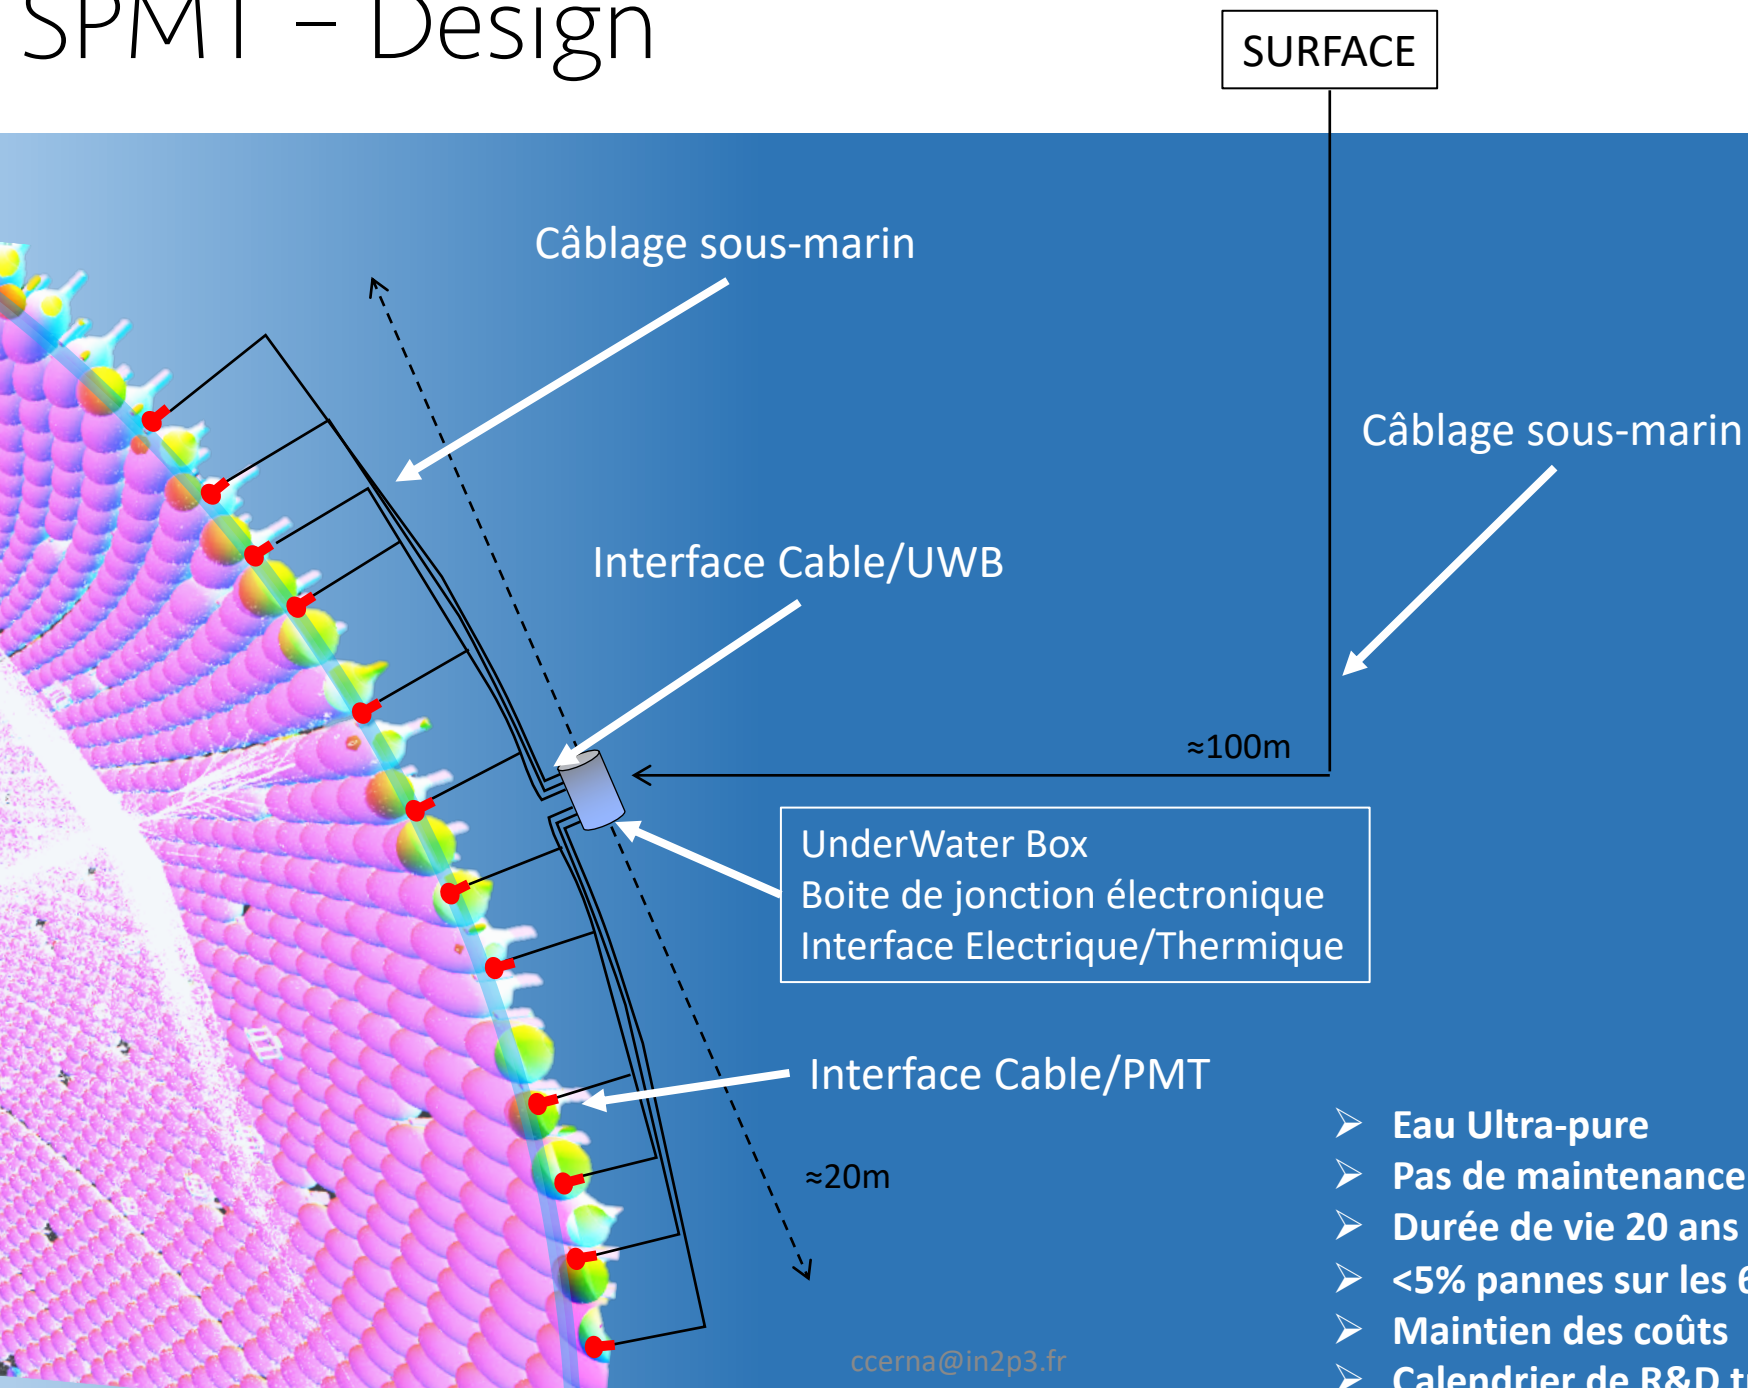 SPMT – Design
SURFACE
Câblage sous-marin
Câblage sous-marin
Interface Cable/UWB
≈100m
UnderWater Box
Boite de jonction électronique
Interface Electrique/Thermique
Interface Cable/PMT
≈20m
➢ Eau Ultra-pure
➢ Pas de maintenance
➢ Durée de vie 20 ans
➢ <5% pannes sur les
➢ Maintien des coûts
➢ Calendrier de R&D
ccerna@in2p3.fr